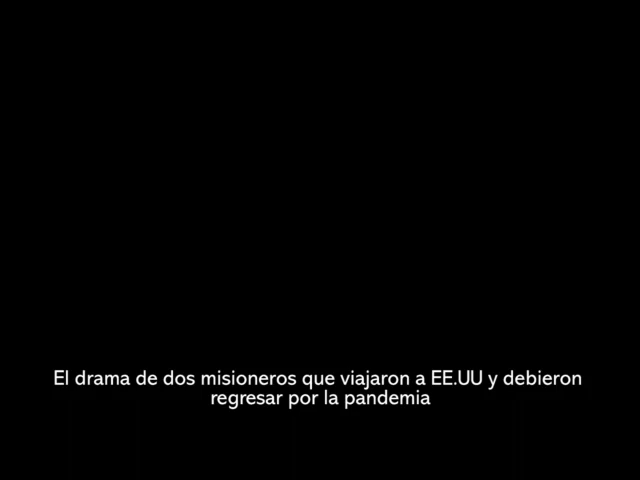 El drama de dos misioneros que viajaron a EE.UU y debieron
regresar por la pandemia